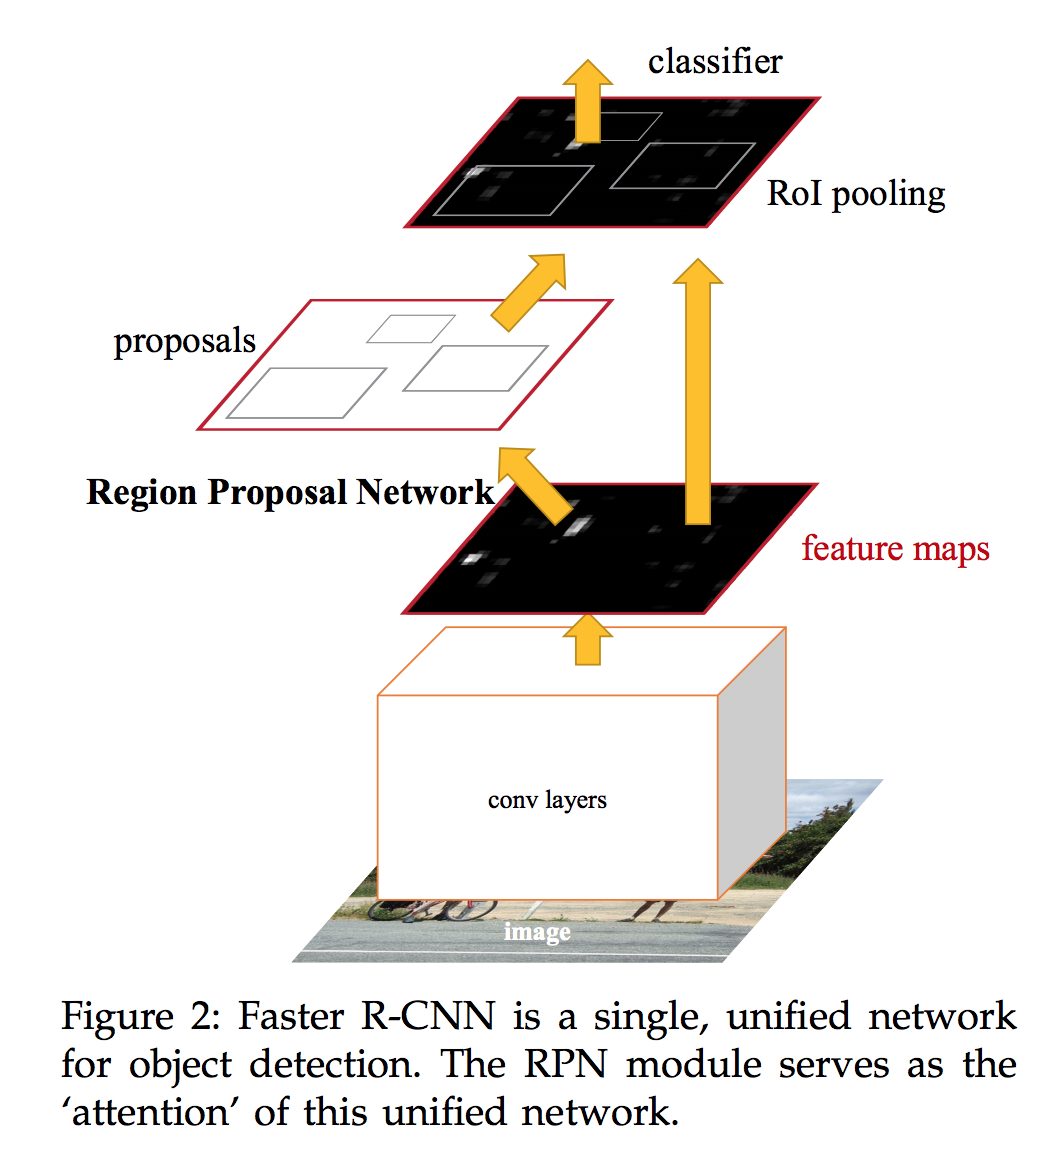 classifier
RoI pooling
proposals
Region Proposal Network
feature maps
conv layers
image
Figure 2: Faster R-CNN is a single, unified network
for object detection. The RPN module serves as the
‘attention’ of this unified network.